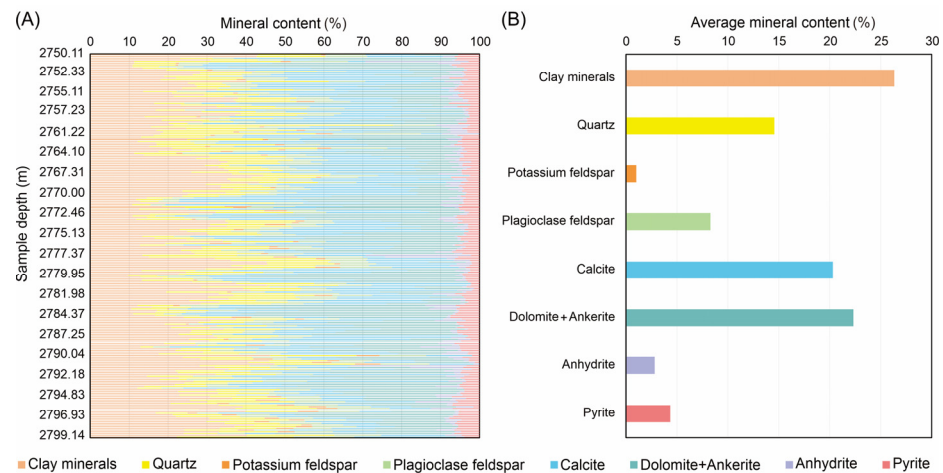 (A)
Mineral content (%)
0 10 20 30 40 50 60 70 80 90 100
Sample depth (m)
2750.11
2752.33
2755.11
2757.23
2761.22
2764.10
2767.31
2770.00
2772.46
2775.13
2777.37
2779.95
2781.98
2784.37
2787.25
2790.04
2792.18
2794.83
2796.93
2799.14
(B)
Average mineral content (%)
0 5 10 15 20 25 30
Clay minerals
Quartz
Potassium feldspar
Plagioclase feldspar
Calcite
Dolomite+Ankerite
Anhydrite
Pyrite
Clay minerals Quartz Potassium feldspar Plagioclase feldspar Calcite Dolomite+Ankerite Anhydrite Pyrite